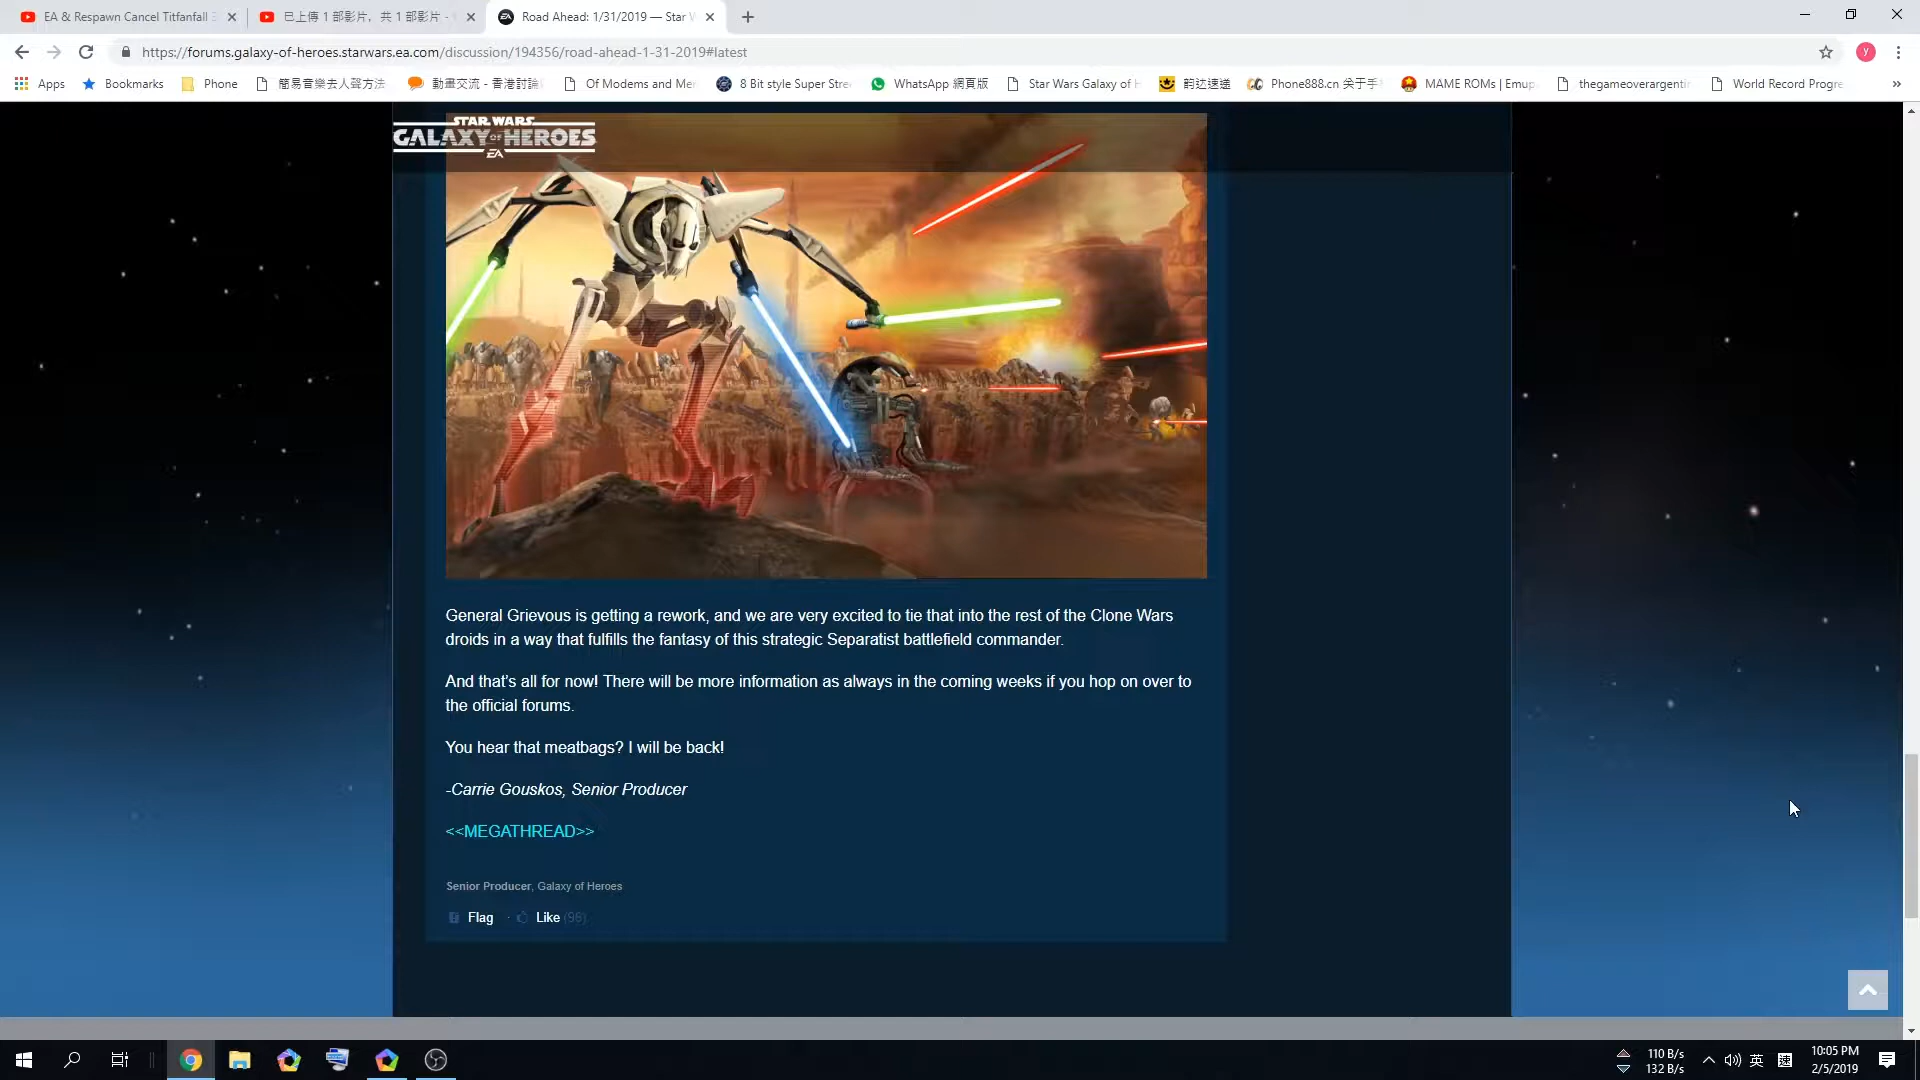 EA & Respawn Cancel Titfanfall
已上傳 1 部影片，共 1 部影片 -
Road Ahead: 1/31/2019 — Star W
https://forums.galaxy-of-heroes.starwars.ea.com/discussion/194356/road-ahead-1-31-2019#latest
y
Apps
Bookmarks
Phone
簡易音樂去人聲方法
動畫交流 - 香港討論
Of Modems and Mer
8 Bit style Super Stree
WhatsApp 網頁版
Star Wars Galaxy of H
韵达速递
Phone888.cn 关于手
MAME ROMs | Emup
thegameoverargentin
World Record Progre
»
STAR WARS
GALAXY OF HEROES
EA
General Grievous is getting a rework, and we are very excited to tie that into the rest of the Clone Wars
droids in a way that fulfills the fantasy of this strategic Separatist battlefield commander.
And that's all for now! There will be more information as always in the coming weeks if you hop on over to
the official forums.
You hear that meatbags? I will be back!
-Carrie Gouskos, Senior Producer
<<MEGATHREAD>>
Senior Producer, Galaxy of Heroes
Flag · Like (96)
110 B/s
132 B/s
英
速
10:05 PM
2/5/2019